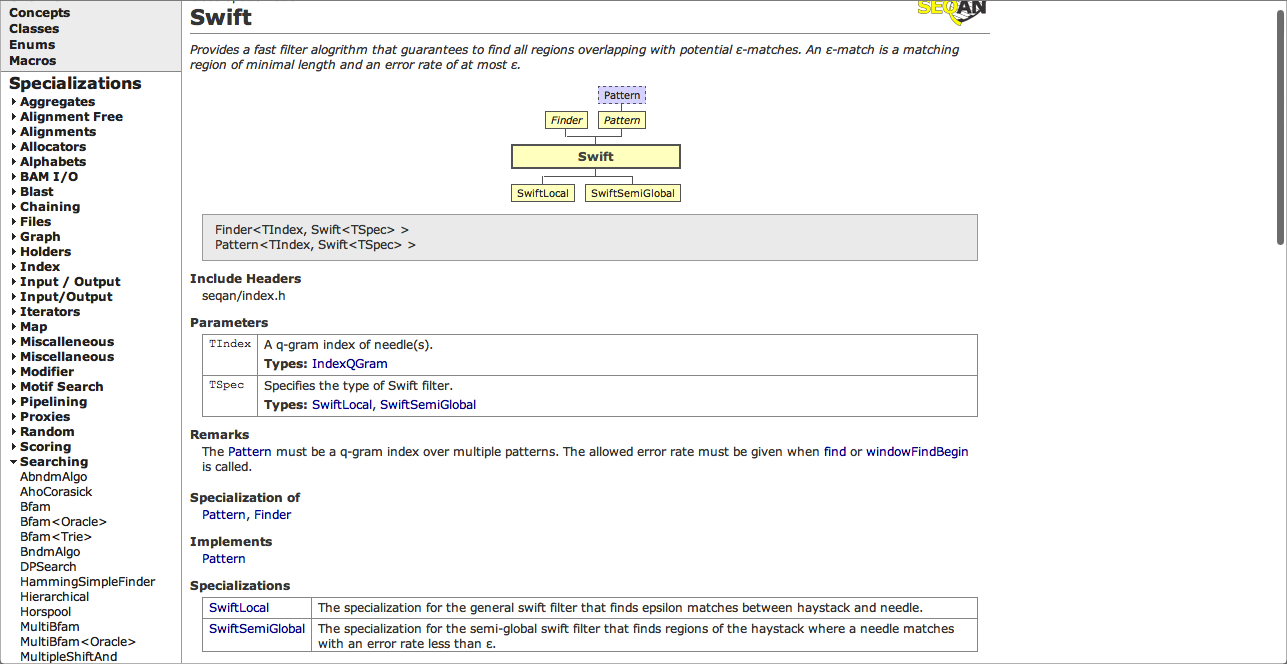 Concepts
Classes
Enums
Macros
Specializations
Aggregates
Alignment Free
Alignments
Allocators
Alphabets
BAM I/O
Blast
Chaining
Files
Graph
Holders
Index
Input / Output
Input/Output
Iterators
Map
Miscalleneous
Miscellaneous
Modifier
Motif Search
Pipelining
Proxies
Random
Scoring
Searching
AbndmAlgo
AhoCorasick
Bfam
Bfam<Oracle>
Bfam<Trie>
BndmAlgo
DPSearch
HammingSimpleFinder
Hierarchical
Horspool
MultiBfam
MultiBfam<Oracle>
MultipleShiftAnd
SEQAN
Swift
Provides a fast filter alogrithm that guarantees to find all regions overlapping with potential ε-matches. An ε-match is a matching
region of minimal length and an error rate of at most ε.
Pattern
Finder Pattern
Swift
SwiftLocal SwiftSemiGlobal
Finder<TIndex, Swift<TSpec> >
Pattern<TIndex, Swift<TSpec> >
Include Headers
seqan/index.h
Parameters
TIndex A q-gram index of needle(s).
Types: IndexQGram
TSpec Specifies the type of Swift filter.
Types: SwiftLocal, SwiftSemiGlobal
Remarks
The Pattern must be a q-gram index over multiple patterns. The allowed error rate must be given when find or windowFindBegin
is called.
Specialization of
Pattern, Finder
Implements
Pattern
Specializations
SwiftLocal The specialization for the general swift filter that finds epsilon matches between haystack and needle.
SwiftSemiGlobal The specialization for the semi-global swift filter that finds regions of the haystack where a needle matches
with an error rate less than ε.